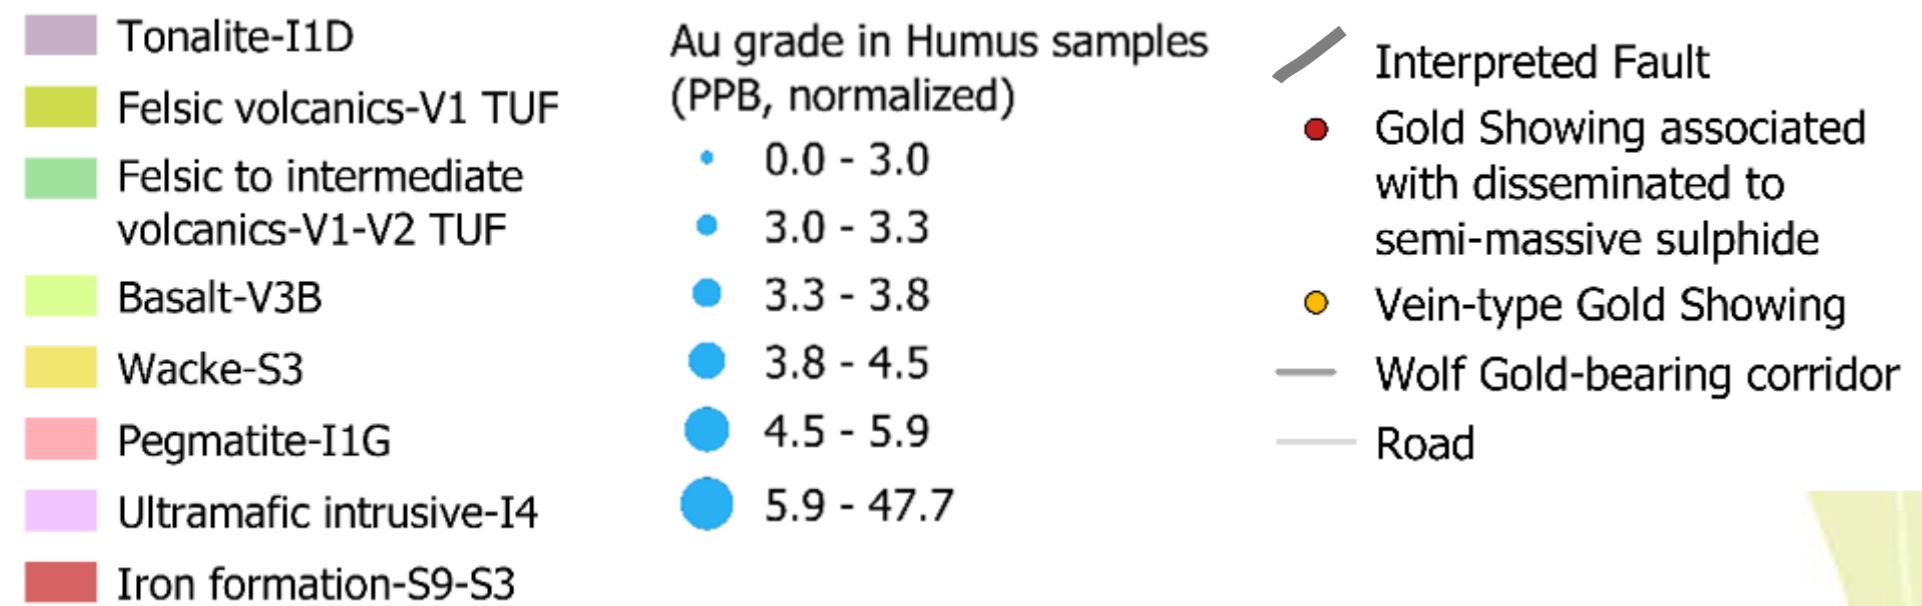 Tonalite-I1D
Felsic volcanics-V1 TUF
Felsic to intermediate
volcanics-V1-V2 TUF
Basalt-V3B
Wacke-S3
Pegmatite-I1G
Ultramafic intrusive-I4
Iron formation-S9-S3
Au grade in Humus samples
(PPB, normalized)
0.0 - 3.0
3.0 - 3.3
3.3 - 3.8
3.8 - 4.5
4.5 - 5.9
5.9 - 47.7
Interpreted Fault
Gold Showing associated
with disseminated to
semi-massive sulphide
Vein-type Gold Showing
Wolf Gold-bearing corridor
Road